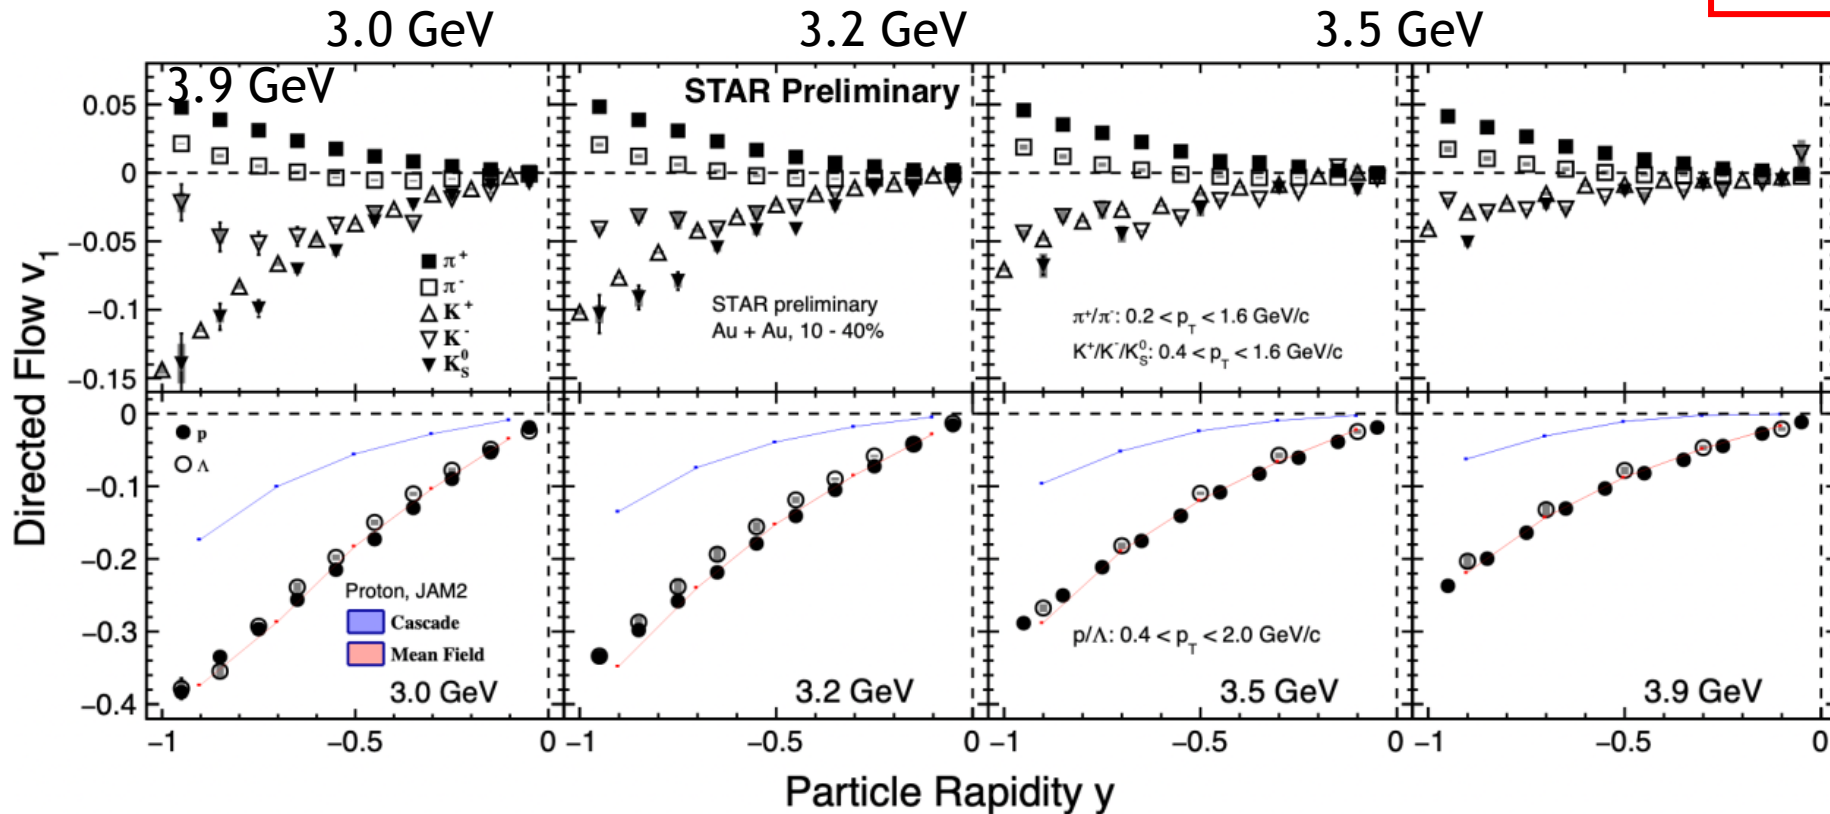 3.0 GeV
3.2 GeV
3.5 GeV
3.9 GeV
STAR Preliminary
Directed Flow v₁
0.05
0
−0.05
−0.1
−0.15
π⁺
π⁻
K⁺
K⁻
K⁰S
STAR preliminary
Au + Au, 10 - 40%
π⁺/π⁻: 0.2 < pT < 1.6 GeV/c
K⁺/K⁻/K⁰S: 0.4 < pT < 1.6 GeV/c
0
−0.1
−0.2
−0.3
−0.4
p
Λ
Proton, JAM2
Cascade
Mean Field
3.0 GeV
3.2 GeV
p/Λ: 0.4 < pT < 2.0 GeV/c
3.5 GeV
3.9 GeV
−1 −0.5 0 −1 −0.5 0 −1 −0.5 0 −1 −0.5 0
Particle Rapidity y